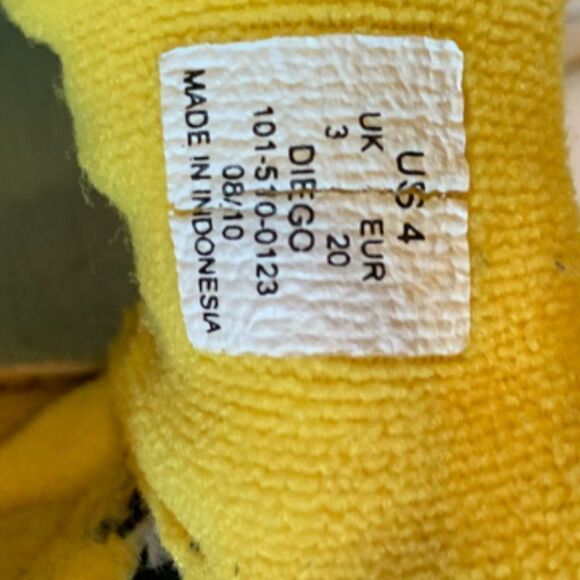 US 4
UK EUR
3 20
DIEGO
101-510-0123
08/10
MADE IN INDONESIA